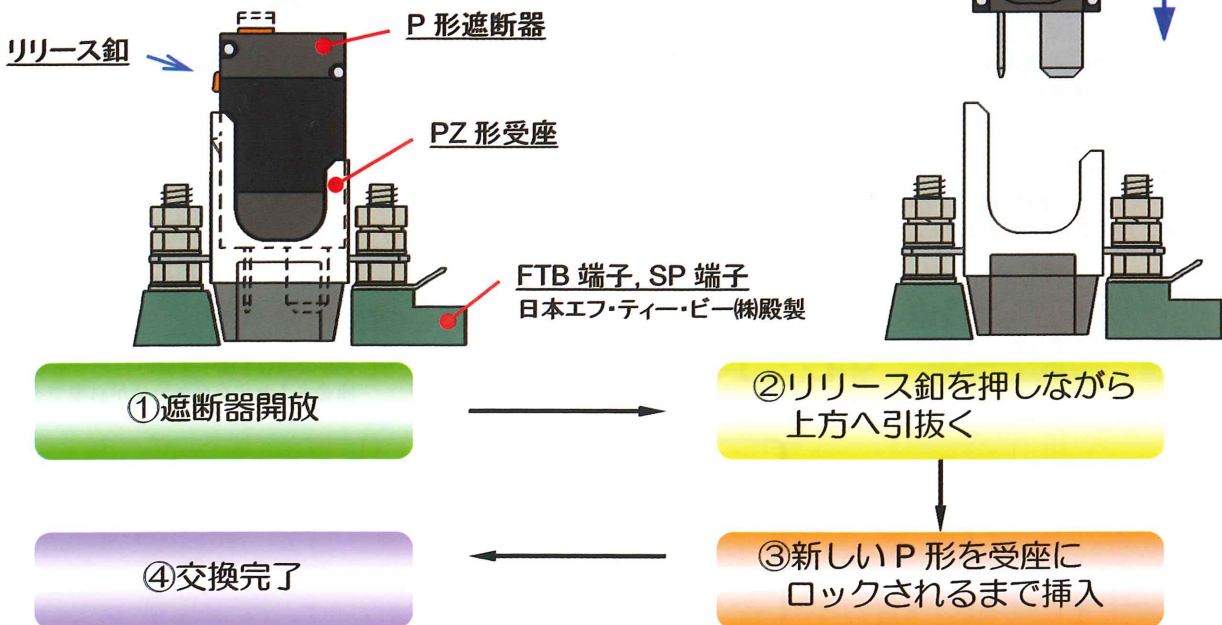 P 形遮断器
リリース釦
PZ 形受座
FTB 端子, SP 端子
日本エフ・ティー・ビー㈱殿製
①遮断器開放
②リリース釦を押しながら
上方へ引抜く
③新しい P 形を受座に
ロックされるまで挿入
④交換完了